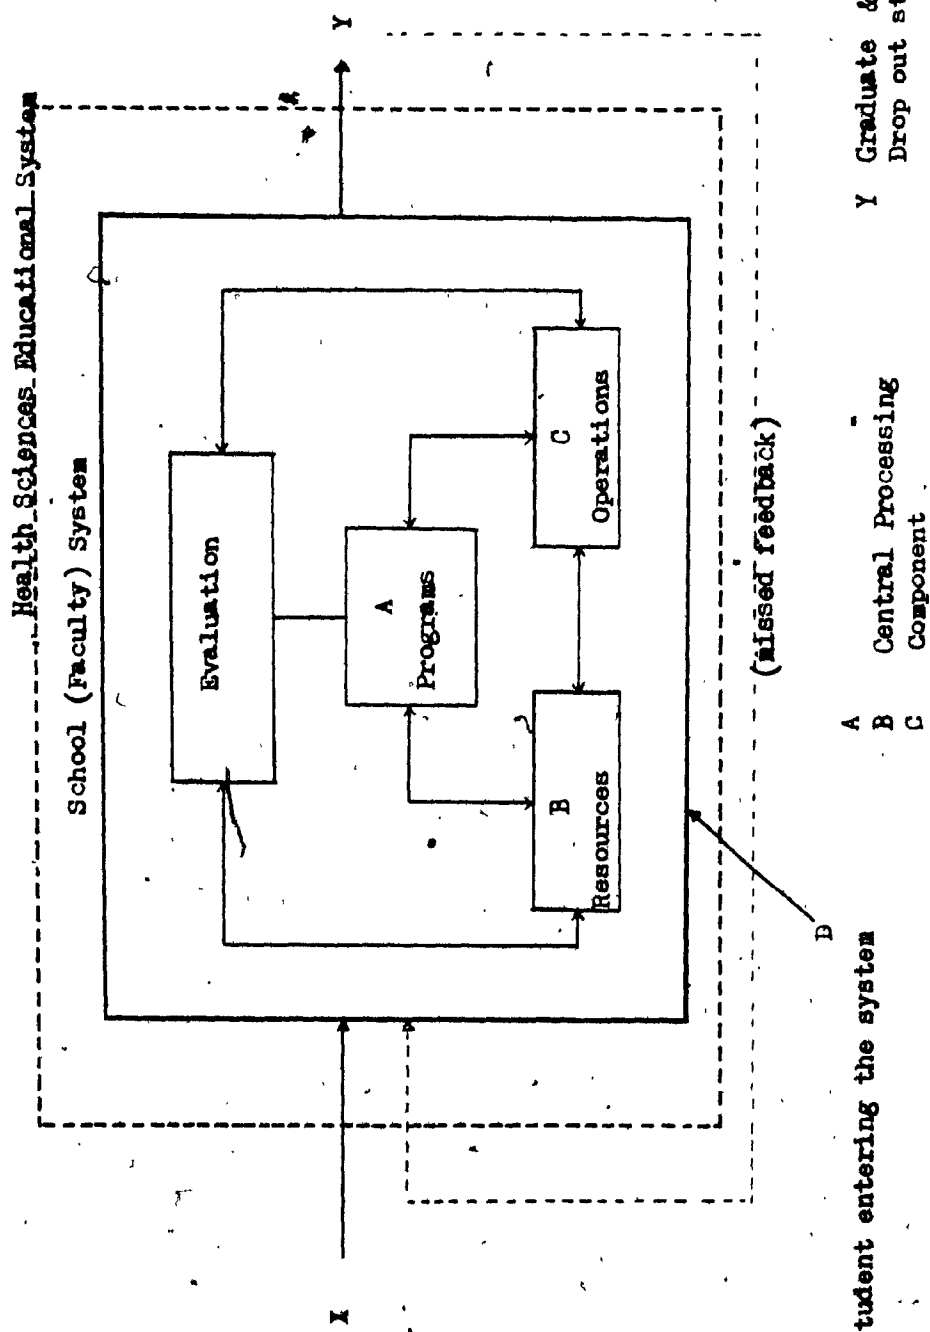 Health Sciences Educational System
School (Faculty) System
Evaluation
A
Programs
B
Resources
C
Operations
X
Y
(missed feedback)
D
tudent entering the system
A
B Central Processing
C Component
Y Graduate &
Drop out st